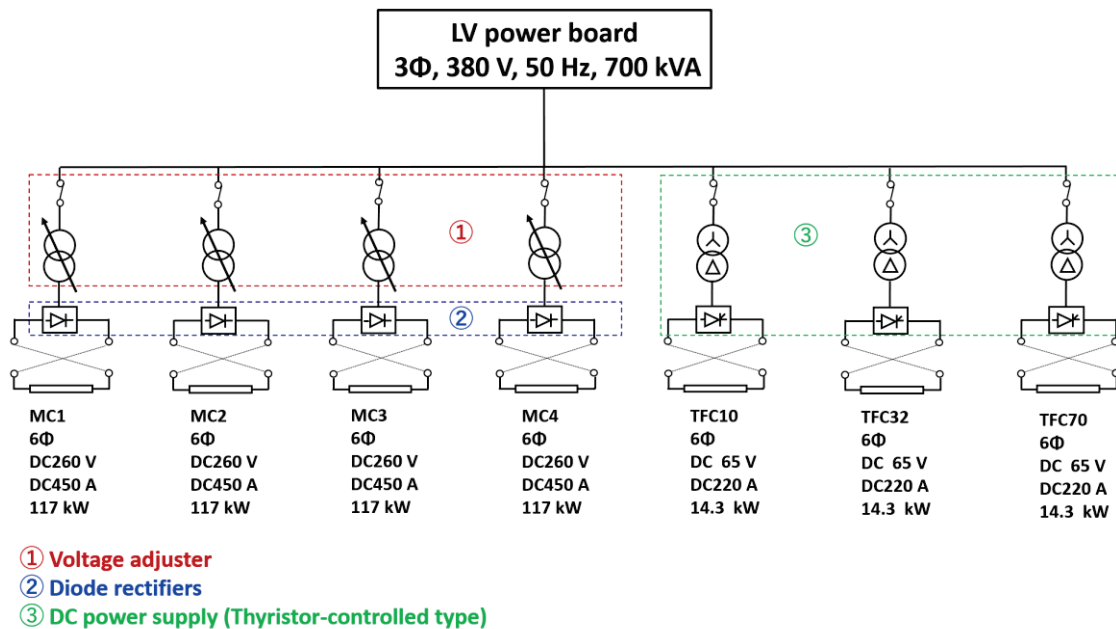 LV power board
3Φ, 380 V, 50 Hz, 700 kVA
①
③
②
MC1
6Φ
DC260 V
DC450 A
117 kW
MC2
6Φ
DC260 V
DC450 A
117 kW
MC3
6Φ
DC260 V
DC450 A
117 kW
MC4
6Φ
DC260 V
DC450 A
117 kW
TFC10
6Φ
DC 65 V
DC220 A
14.3 kW
TFC32
6Φ
DC 65 V
DC220 A
14.3 kW
TFC70
6Φ
DC 65 V
DC220 A
14.3 kW
① Voltage adjuster
② Diode rectifiers
③ DC power supply (Thyristor-controlled type)